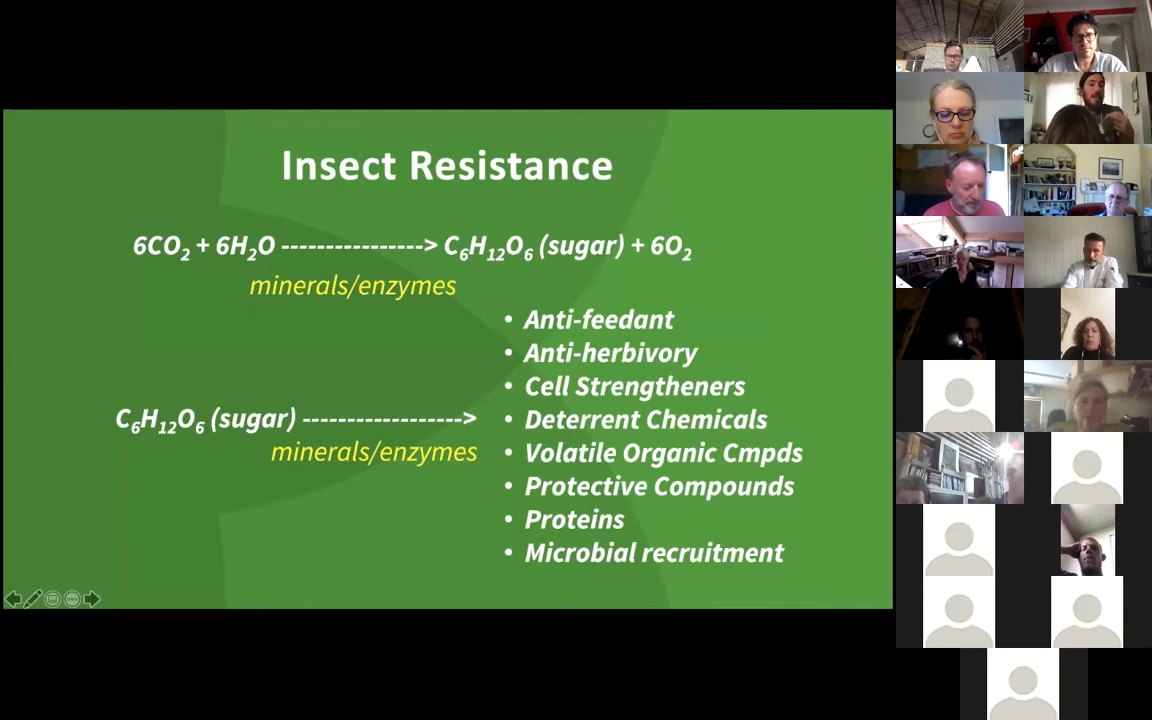 Insect Resistance
6CO₂ + 6H₂O ----------------> C₆H₁₂O₆ (sugar) + 6O₂
minerals/enzymes
• Anti-feedant
• Anti-herbivory
• Cell Strengtheners
C₆H₁₂O₆ (sugar) ------------------>
• Deterrent Chemicals
minerals/enzymes
• Volatile Organic Cmpds
• Protective Compounds
• Proteins
• Microbial recruitment